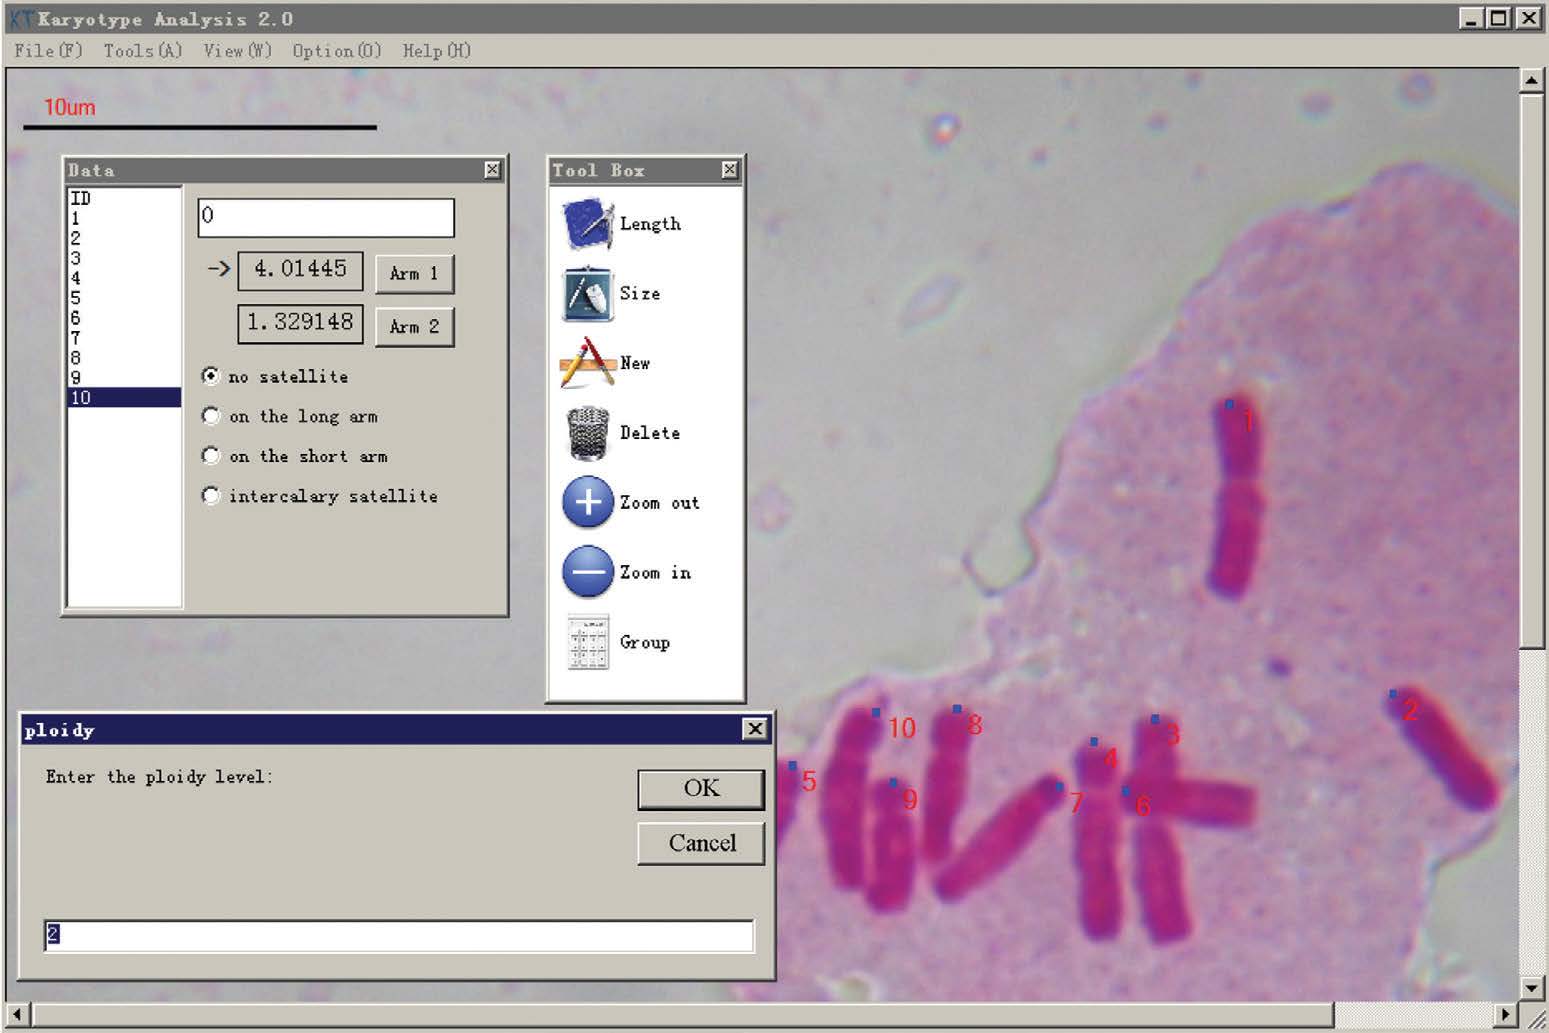 KT Karyotype Analysis 2.0
File(F) Tools(A) View(W) Option(O) Help(H)
10um
Data
ID
1
2
3
4
5
6
7
8
9
10
0
-> 4.01445 Arm 1
1.329148 Arm 2
no satellite
on the long arm
on the short arm
intercalary satellite
Tool Box
Length
Size
New
Delete
Zoom out
Zoom in
Group
1
2
3
4
5
6
7
8
9
10
ploidy
Enter the ploidy level:
OK
Cancel
2